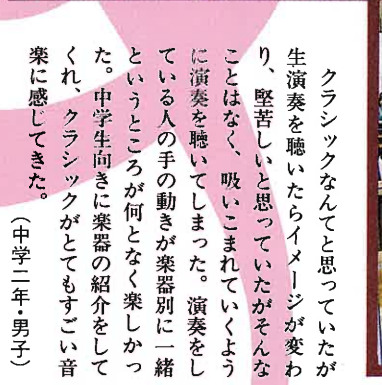 クラシックなんてと思っていたが
生演奏を聴いたらイメージが変わ
り、堅苦しいと思っていたがそんな
ことはなく、吸いこまれていくよう
に演奏を聴いてしまった。演奏をし
ている人の手の動きが楽器別に一緒
というところが何となく楽しかっ
た。中学生向きに楽器の紹介をして
くれ、クラシックがとてもすごい音
楽に感じてきた。
（中学二年・男子）